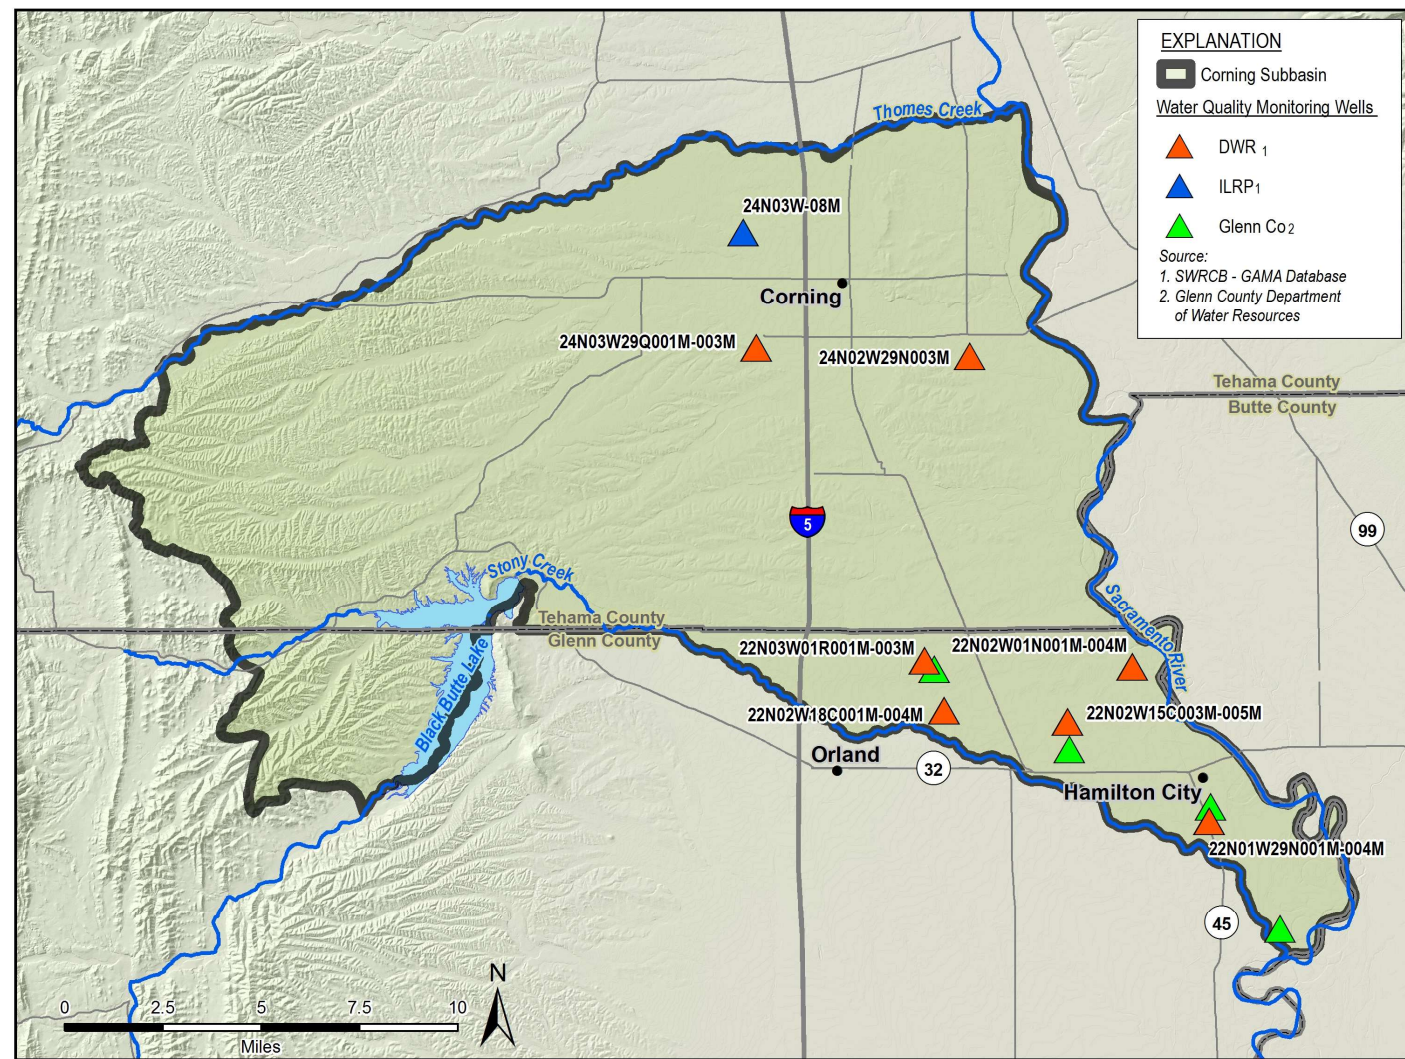 EXPLANATION
Corning Subbasin
Water Quality Monitoring Wells
DWR 1
ILRP1
Glenn Co2
Source:
1. SWRCB - GAMA Database
2. Glenn County Department
of Water Resources
Thomes Creek
24N03W-08M
Corning
24N03W29Q001M-003M
24N02W29N003M
Tehama County
Butte County
5
99
Stony Creek
Sacramento River
Tehama County
Glenn County
22N03W01R001M-003M
22N02W01N001M-004M
Black Butte Lake
22N02W18C001M-004M
22N02W15C003M-005M
Orland
32
Hamilton City
22N01W29N001M-004M
45
N
0 2.5 5 7.5 10
Miles